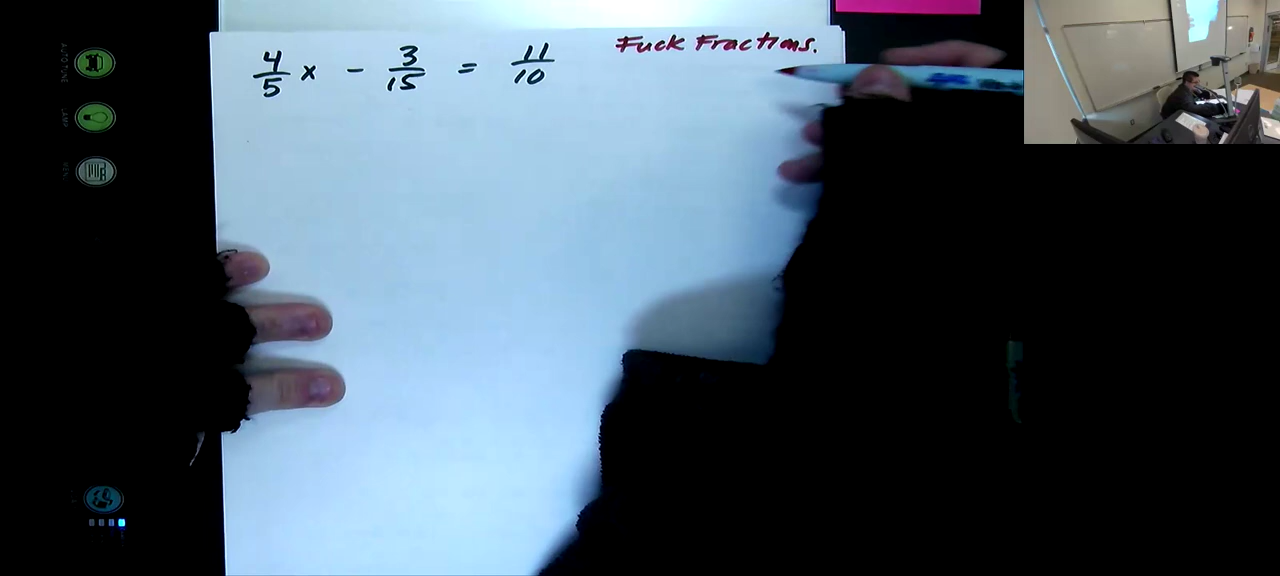 4/5 x - 3/15 = 11/10
Fuck Fractions.